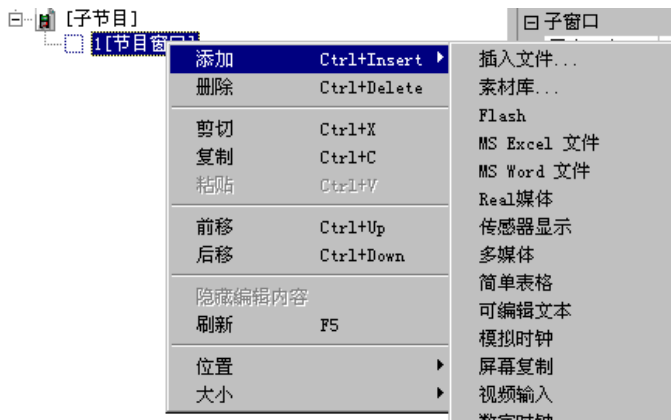 [子节目]
1[节目窗口]
添加 Ctrl+Insert
删除 Ctrl+Delete
剪切 Ctrl+X
复制 Ctrl+C
粘贴 Ctrl+V
前移 Ctrl+Up
后移 Ctrl+Down
隐藏编辑内容
刷新 F5
位置
大小
子窗口
插入文件...
素材库...
Flash
MS Excel 文件
MS Word 文件
Real媒体
传感器显示
多媒体
简单表格
可编辑文本
模拟时钟
屏幕复制
视频输入
数字时钟